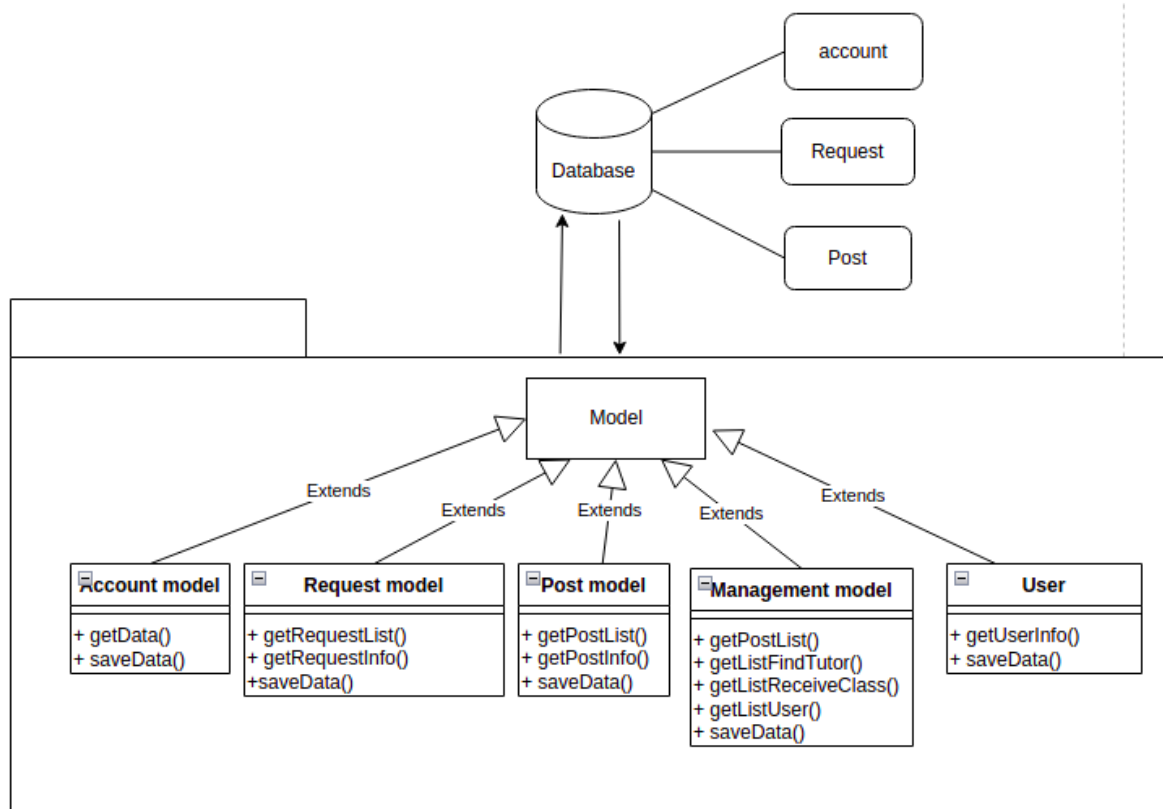 account
Database
Request
Post
Model
Extends
Extends
Extends
Extends
Extends
Account model
+ getData()
+ saveData()
Request model
+ getRequestList()
+ getRequestInfo()
+saveData()
Post model
+ getPostList()
+ getPostInfo()
+ saveData()
Management model
+ getPostList()
+ getListFindTutor()
+ getListReceiveClass()
+ getListUser()
+ saveData()
User
+ getUserInfo()
+ saveData()